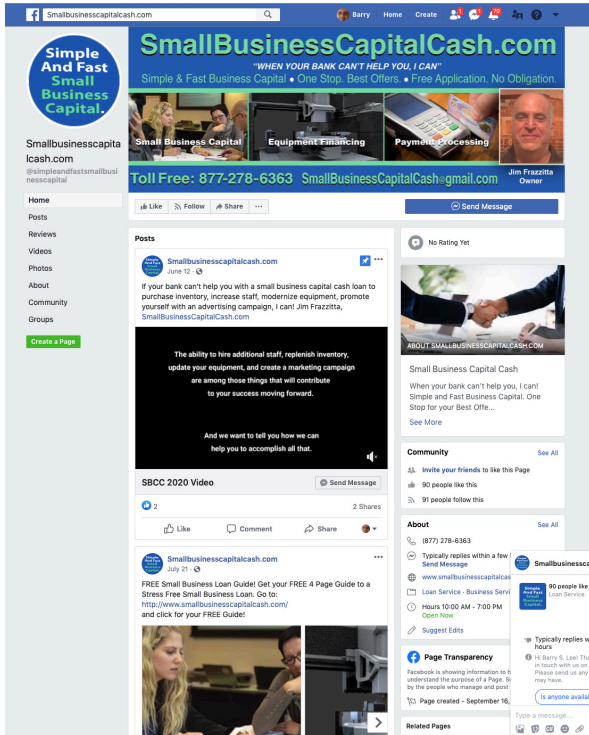 Smallbusinesscapitalcash.com
Barry Home Create 1 1 70
Simple
And Fast
Small
Business
Capital.
SmallBusinessCapitalCash.com
"WHEN YOUR BANK CAN'T HELP YOU, I CAN"
Simple & Fast Business Capital • One Stop. Best Offers. • Free Application. No Obligation.
Small Business Capital
Equipment Financing
Payment Processing
Toll Free: 877-278-6363 SmallBusinessCapitalCash@gmail.com
Jim Frazzitta
Owner
Smallbusinesscapita
lcash.com
@simpleandfastsmallbusi
nesscapital
Home
Posts
Reviews
Videos
Photos
About
Community
Groups
Create a Page
Like Follow Share ...
Send Message
Posts
Smallbusinesscapitalcash.com
June 12 ·
If your bank can't help you with a small business capital cash loan to
purchase inventory, increase staff, modernize equipment, promote
yourself with an advertising campaign, I can! Jim Frazzitta,
SmallBusinessCapitalCash.com
The ability to hire additional staff, replenish inventory,
update your equipment, and create a marketing campaign
are among those things that will contribute
to your success moving forward.
And we want to tell you how we can
help you to accomplish all that.
SBCC 2020 Video
Send Message
2
2 Shares
Like Comment Share
Smallbusinesscapitalcash.com
July 21 ·
FREE Small Business Loan Guide! Get your FREE 4 Page Guide to a
Stress Free Small Business Loan. Go to:
http://www.smallbusinesscapitalcash.com/
and click for your FREE Guide!
No Rating Yet
ABOUT SMALLBUSINESSCAPITALCASH.COM
Small Business Capital Cash
When your bank can't help you, I can!
Simple and Fast Business Capital. One
Stop for your Best Offe...
See More
Community See All
Invite your friends to like this Page
90 people like this
91 people follow this
About See All
(877) 278-6363
Typically replies within a few
Send Message
www.smallbusinesscapitalcas
Loan Service · Business Servi
Hours 10:00 AM - 7:00 PM
Open Now
Suggest Edits
Page Transparency
Facebook is showing information to h
understand the purpose of a Page. S
by the people who manage and post
Page created - September 16,
Related Pages
Smallbusinessca
90 people like
Loan Service
Typically replies w
hours
Hi Barry S. Lee! Tha
in touch with us on
Please send us any
may have.
Is anyone availa
Type a message...
GIF